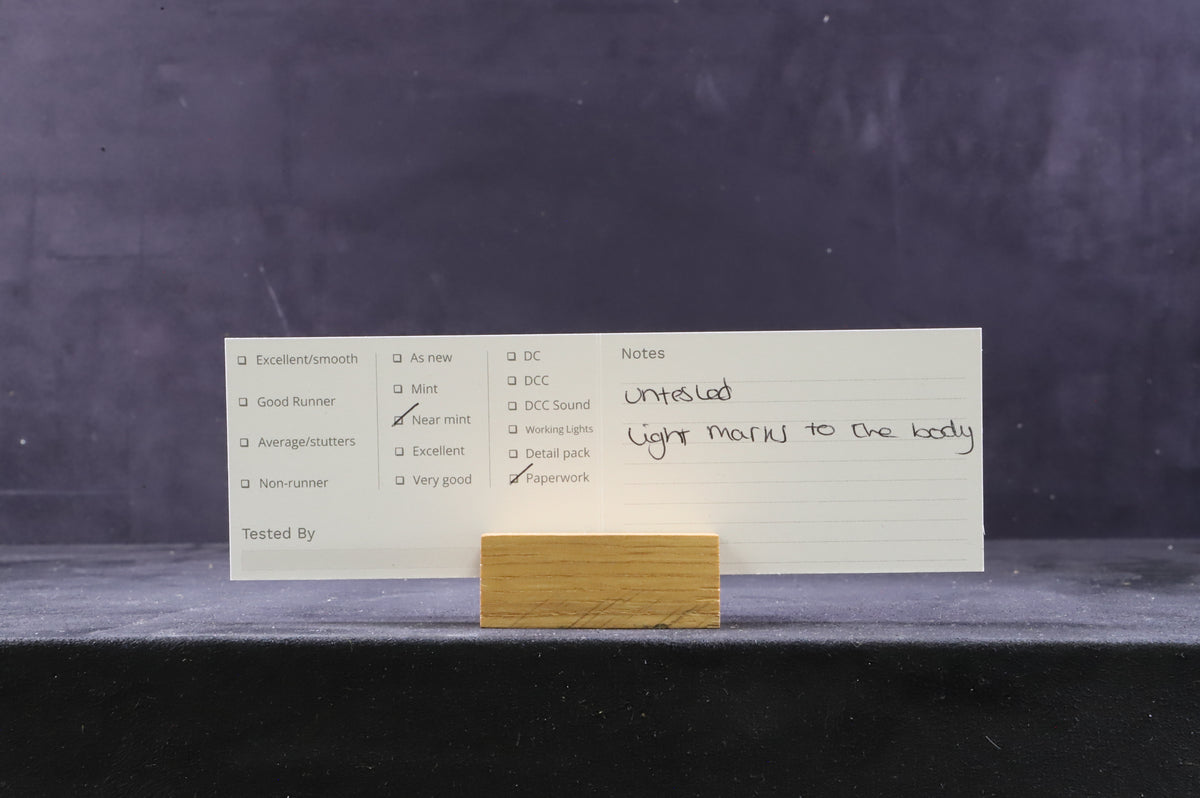 Excellent/smooth
Good Runner
Average/stutters
Non-runner
Tested By
As new
Mint
Near mint
Excellent
Very good
DC
DCC
DCC Sound
Working Lights
Detail pack
Paperwork
Notes
untested
Light marks to the body